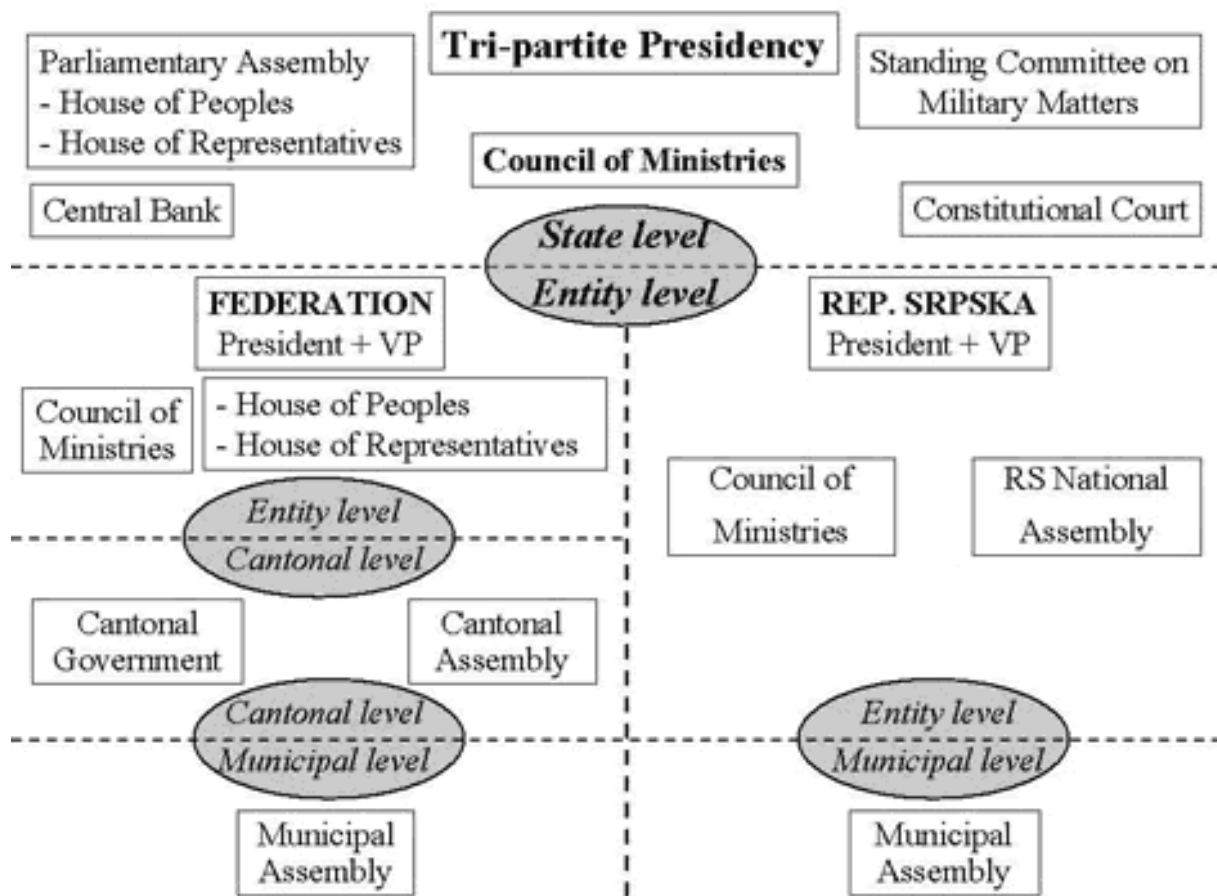 Tri-partite Presidency
Parliamentary Assembly
- House of Peoples
- House of Representatives
Standing Committee on
Military Matters
Council of Ministries
Central Bank
Constitutional Court
State level
Entity level
FEDERATION
President + VP
REP. SRPSKA
President + VP
Council of
Ministries
- House of Peoples
- House of Representatives
Council of
Ministries
RS National
Assembly
Entity level
Cantonal level
Cantonal
Government
Cantonal
Assembly
Cantonal level
Municipal level
Entity level
Municipal level
Municipal
Assembly
Municipal
Assembly